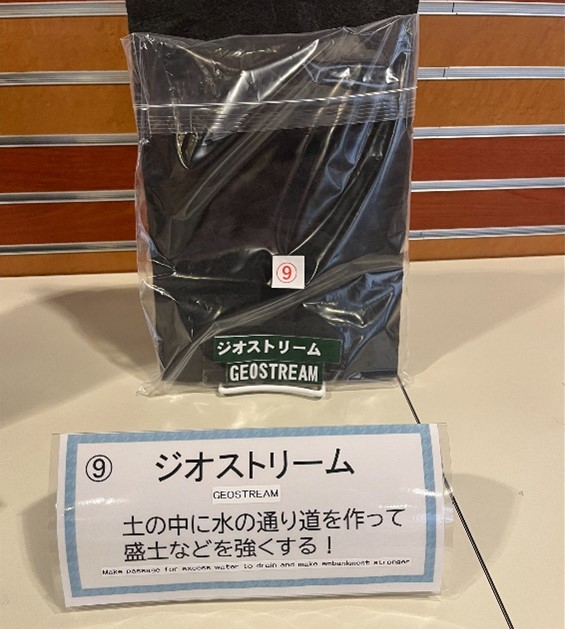 ⑨
ジオストリーム
GEOSTREAM
⑨ ジオストリーム
GEOSTREAM
土の中に水の通り道を作って
盛土などを強くする！
Make passage for excess water to drain and make embankment stronger